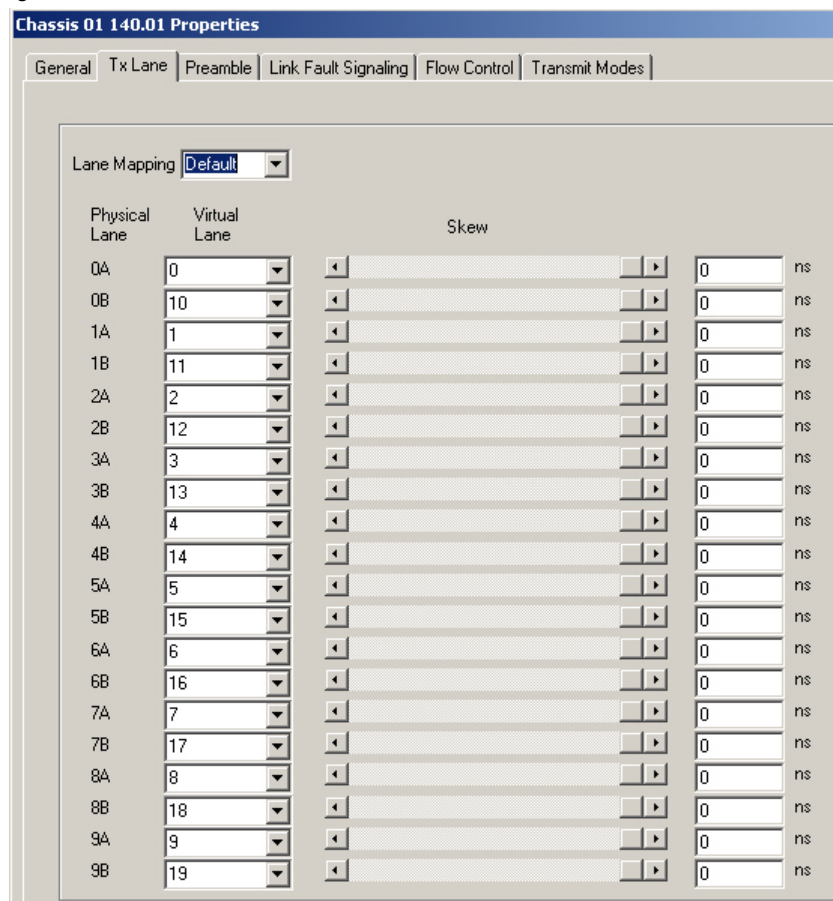 Chassis 01 140.01 Properties
General Tx Lane Preamble Link Fault Signaling Flow Control Transmit Modes
Lane Mapping Default
Physical Lane Virtual Lane Skew
0A 0 0 ns
0B 10 0 ns
1A 1 0 ns
1B 11 0 ns
2A 2 0 ns
2B 12 0 ns
3A 3 0 ns
3B 13 0 ns
4A 4 0 ns
4B 14 0 ns
5A 5 0 ns
5B 15 0 ns
6A 6 0 ns
6B 16 0 ns
7A 7 0 ns
7B 17 0 ns
8A 8 0 ns
8B 18 0 ns
9A 9 0 ns
9B 19 0 ns